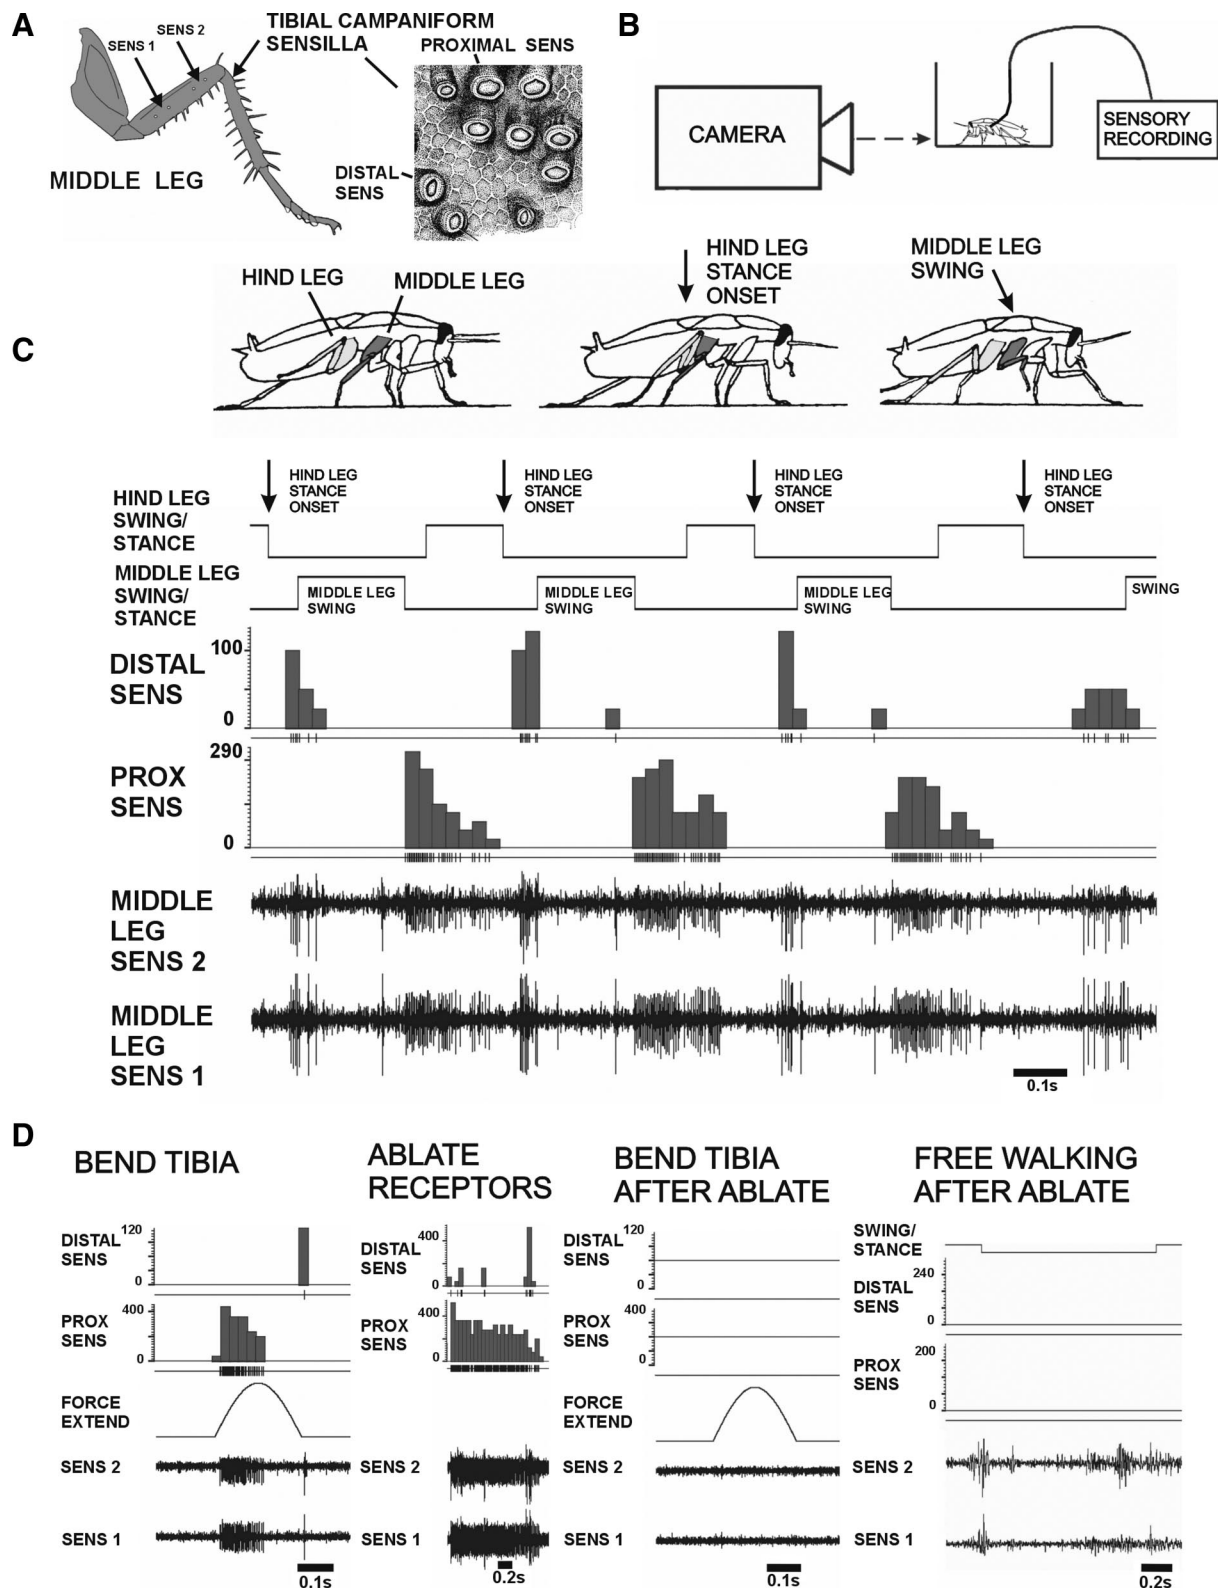 A
SENS 1
SENS 2
TIBIAL CAMPANIFORM
SENSILLA
PROXIMAL SENS
DISTAL
SENS
MIDDLE LEG
B
CAMERA
SENSORY
RECORDING
C
HIND LEG
MIDDLE LEG
HIND LEG
STANCE
ONSET
MIDDLE LEG
SWING
HIND LEG
STANCE
ONSET
HIND LEG
STANCE
ONSET
HIND LEG
STANCE
ONSET
HIND LEG
STANCE
ONSET
HIND LEG
SWING/
STANCE
MIDDLE LEG
SWING/
STANCE
MIDDLE LEG
SWING
MIDDLE LEG
SWING
MIDDLE LEG
SWING
SWING
DISTAL
SENS
100
0
PROX
SENS
290
0
MIDDLE
LEG
SENS 2
MIDDLE
LEG
SENS 1
0.1s
D
BEND TIBIA
DISTAL
SENS
120
0
PROX
SENS
400
0
FORCE
EXTEND
SENS 2
SENS 1
0.1s
ABLATE
RECEPTORS
DISTAL
SENS
400
0
PROX
SENS
400
0
SENS 2
SENS 1
0.2s
BEND TIBIA
AFTER ABLATE
DISTAL
SENS
120
0
PROX
SENS
400
0
FORCE
EXTEND
SENS 2
SENS 1
0.1s
FREE WALKING
AFTER ABLATE
SWING/
STANCE
DISTAL
SENS
240
0
PROX
SENS
200
0
SENS 2
SENS 1
0.2s